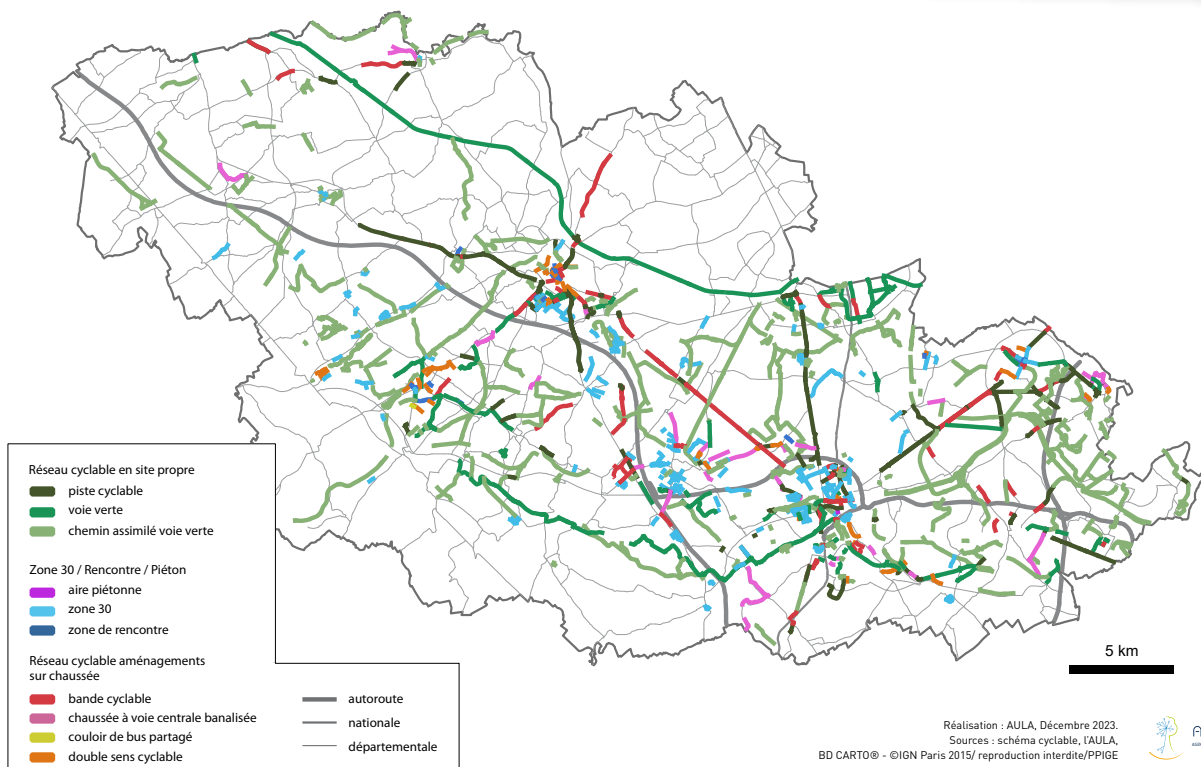 Réseau cyclable en site propre
piste cyclable
voie verte
chemin assimilé voie verte
Zone 30 / Rencontre / Piéton
aire piétonne
zone 30
zone de rencontre
Réseau cyclable aménagements
sur chaussée
bande cyclable
chaussée à voie centrale banalisée
couloir de bus partagé
double sens cyclable
autoroute
nationale
départementale
5 km
Réalisation : AULA, Décembre 2023.
Sources : schéma cyclable, l'AULA,
BD CARTO® - ©IGN Paris 2015/ reproduction interdite/PPIGE